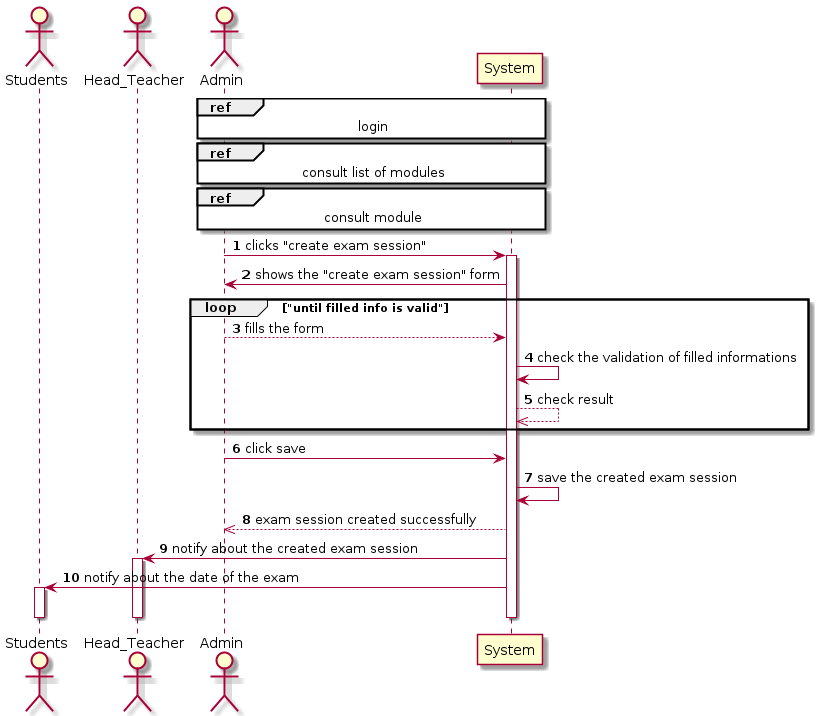 Students Head_Teacher Admin System
ref
login
ref
consult list of modules
ref
consult module
1 clicks "create exam session"
2 shows the "create exam session" form
loop ["until filled info is valid"]
3 fills the form
4 check the validation of filled informations
5 check result
6 click save
7 save the created exam session
8 exam session created successfully
9 notify about the created exam session
10 notify about the date of the exam
Students Head_Teacher Admin System